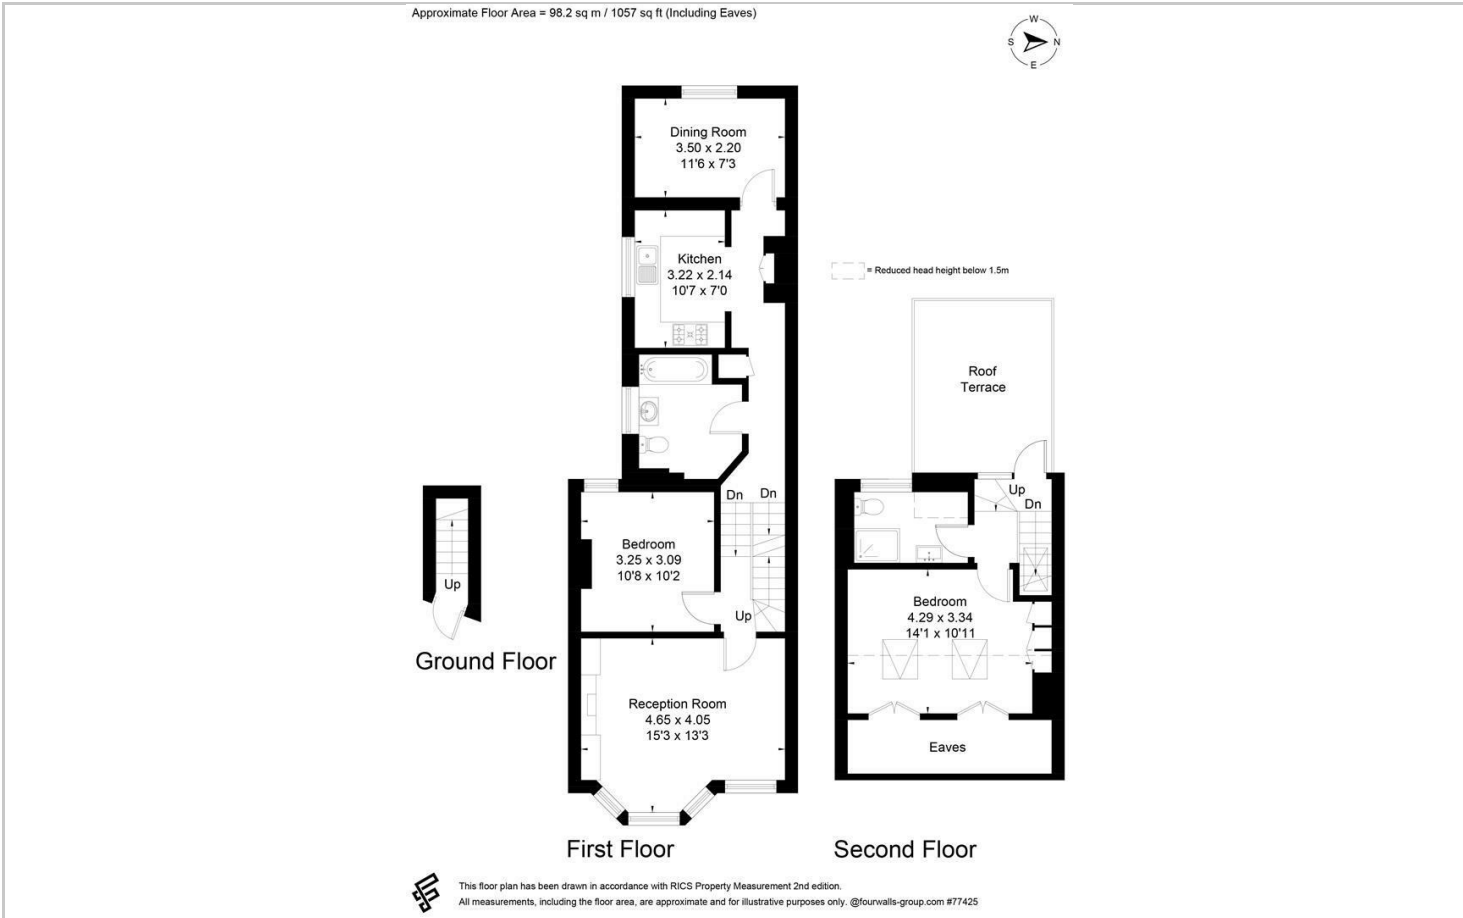 Approximate Floor Area = 98.2 sq m / 1057 sq ft (Including Eaves)
W
S
N
E
Dining Room
3.50 x 2.20
11'6 x 7'3
Kitchen
3.22 x 2.14
10'7 x 7'0
= Reduced head height below 1.5m
Roof
Terrace
Dn
Dn
Up
Dn
Bedroom
3.25 x 3.09
10'8 x 10'2
Up
Up
Bedroom
4.29 x 3.34
14'1 x 10'11
Ground Floor
Reception Room
4.65 x 4.05
15'3 x 13'3
Eaves
First Floor
Second Floor
This floor plan has been drawn in accordance with RICS Property Measurement 2nd edition.
All measurements, including the floor area, are approximate and for illustrative purposes only. @fourwalls-group.com #77425